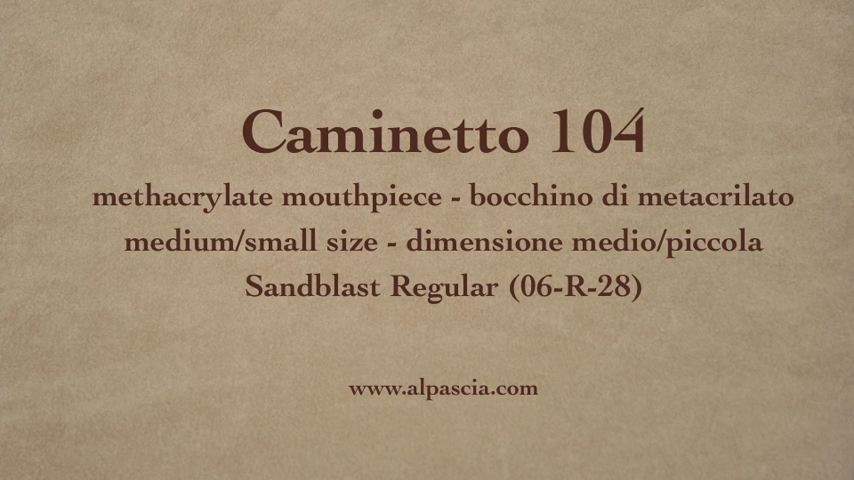 Caminetto 104
methacrylate mouthpiece - bocchino di metacrilato
medium/small size - dimensione medio/piccola
Sandblast Regular (06-R-28)
www.alpascia.com